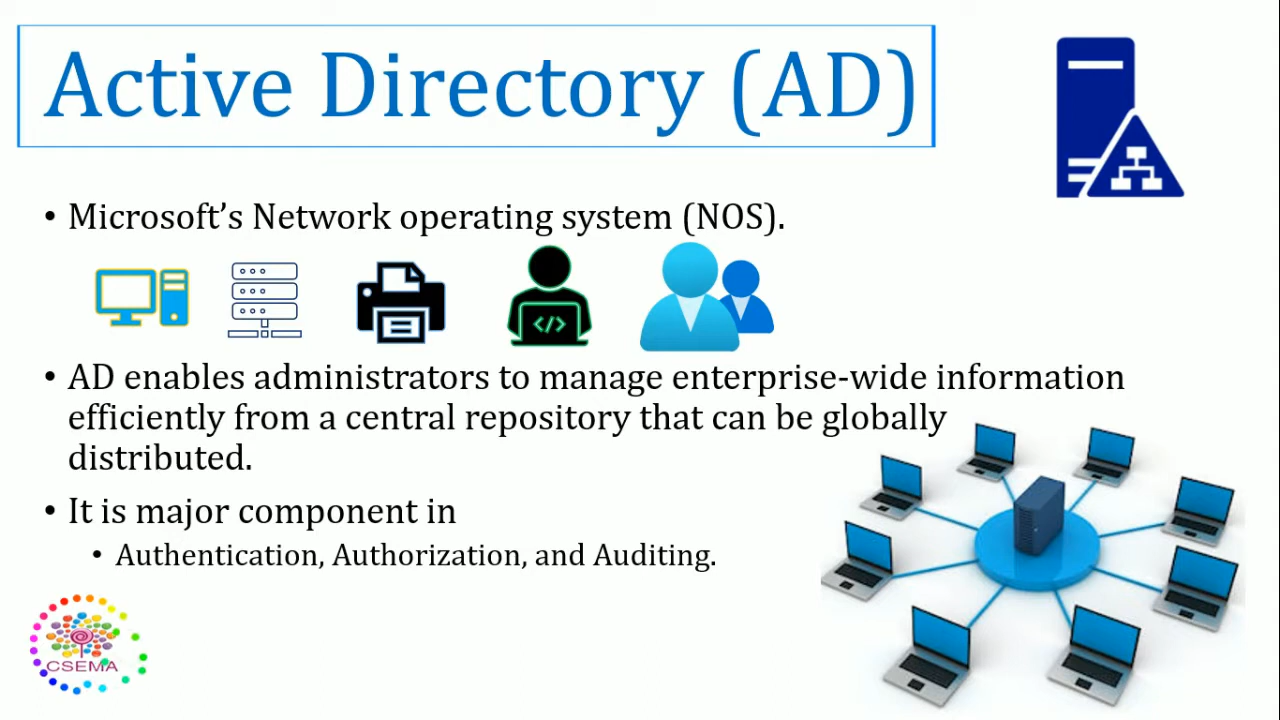 Active Directory (AD)
• Microsoft’s Network operating system (NOS).
</>
• AD enables administrators to manage enterprise-wide information
efficiently from a central repository that can be globally
distributed.
• It is major component in
• Authentication, Authorization, and Auditing.
CSEMA